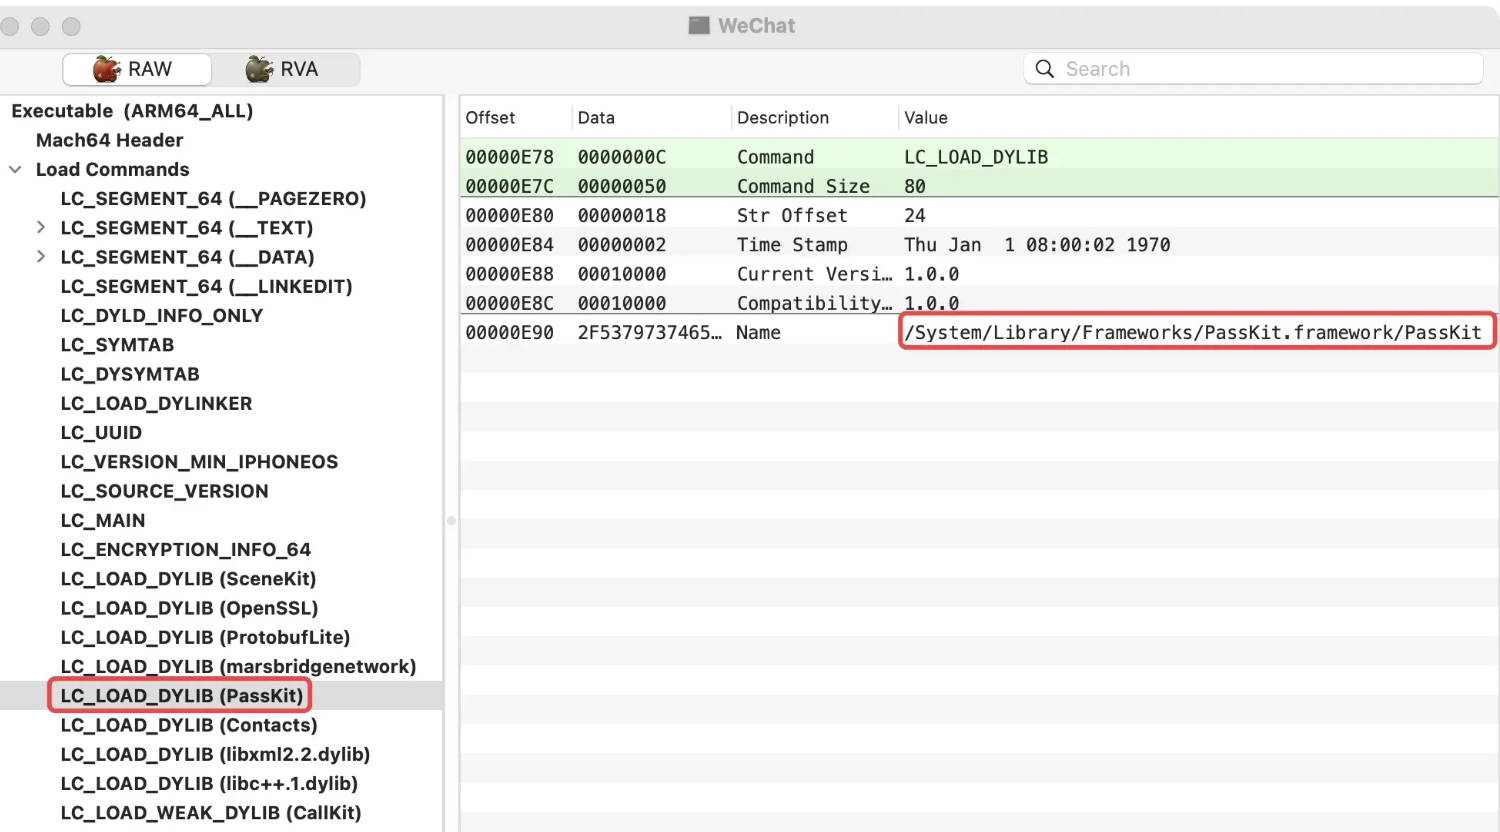 WeChat
RAW RVA Search
Executable (ARM64_ALL)
Mach64 Header
Load Commands
LC_SEGMENT_64 (__PAGEZERO)
LC_SEGMENT_64 (__TEXT)
LC_SEGMENT_64 (__DATA)
LC_SEGMENT_64 (__LINKEDIT)
LC_DYLD_INFO_ONLY
LC_SYMTAB
LC_DYSYMTAB
LC_LOAD_DYLINKER
LC_UUID
LC_VERSION_MIN_IPHONEOS
LC_SOURCE_VERSION
LC_MAIN
LC_ENCRYPTION_INFO_64
LC_LOAD_DYLIB (SceneKit)
LC_LOAD_DYLIB (OpenSSL)
LC_LOAD_DYLIB (ProtobufLite)
LC_LOAD_DYLIB (marsbridgenetwork)
LC_LOAD_DYLIB (PassKit)
LC_LOAD_DYLIB (Contacts)
LC_LOAD_DYLIB (libxml2.2.dylib)
LC_LOAD_DYLIB (libc++.1.dylib)
LC_LOAD_WEAK_DYLIB (CallKit)
Offset Data Description Value
00000E78 0000000C Command LC_LOAD_DYLIB
00000E7C 00000050 Command Size 80
00000E80 00000018 Str Offset 24
00000E84 00000002 Time Stamp Thu Jan  1 08:00:02 1970
00000E88 00010000 Current Versi… 1.0.0
00000E8C 00010000 Compatibility… 1.0.0
00000E90 2F5379737465… Name /System/Library/Frameworks/PassKit.framework/PassKit